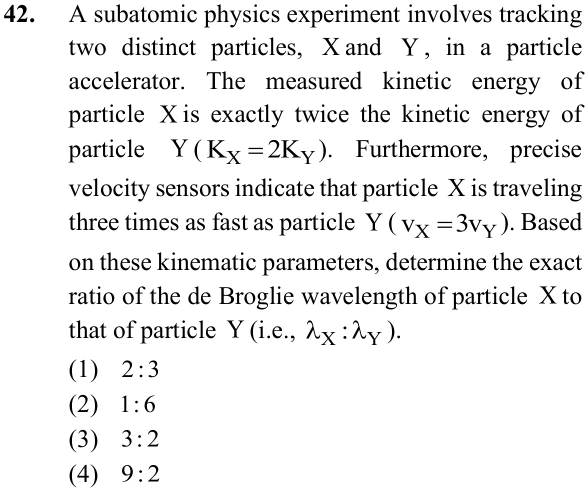 42. A subatomic physics experiment involves tracking
two distinct particles, X and Y, in a particle
accelerator. The measured kinetic energy of
particle X is exactly twice the kinetic energy of
particle Y (K_X = 2K_Y). Furthermore, precise
velocity sensors indicate that particle X is traveling
three times as fast as particle Y (v_X = 3v_Y). Based
on these kinematic parameters, determine the exact
ratio of the de Broglie wavelength of particle X to
that of particle Y (i.e., λ_X : λ_Y).
(1) 2:3
(2) 1:6
(3) 3:2
(4) 9:2